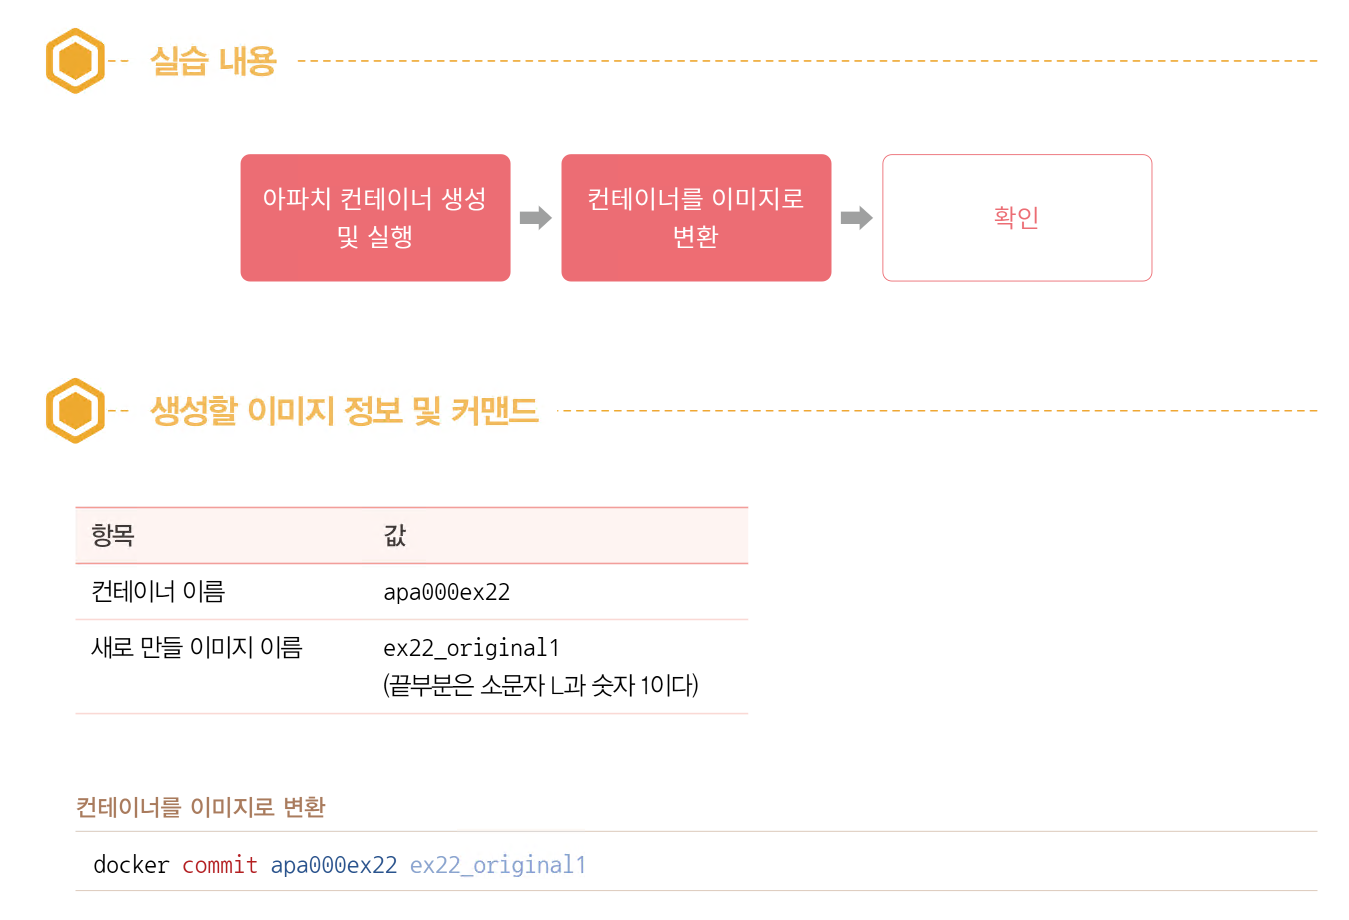 실습 내용
아파치 컨테이너 생성
및 실행
컨테이너를 이미지로
변환
확인
생성할 이미지 정보 및 커맨드
항목 값
컨테이너 이름 apa000ex22
새로 만들 이미지 이름 ex22_original1
(끝부분은 소문자 L과 숫자 1이다)
컨테이너를 이미지로 변환
docker commit apa000ex22 ex22_original1